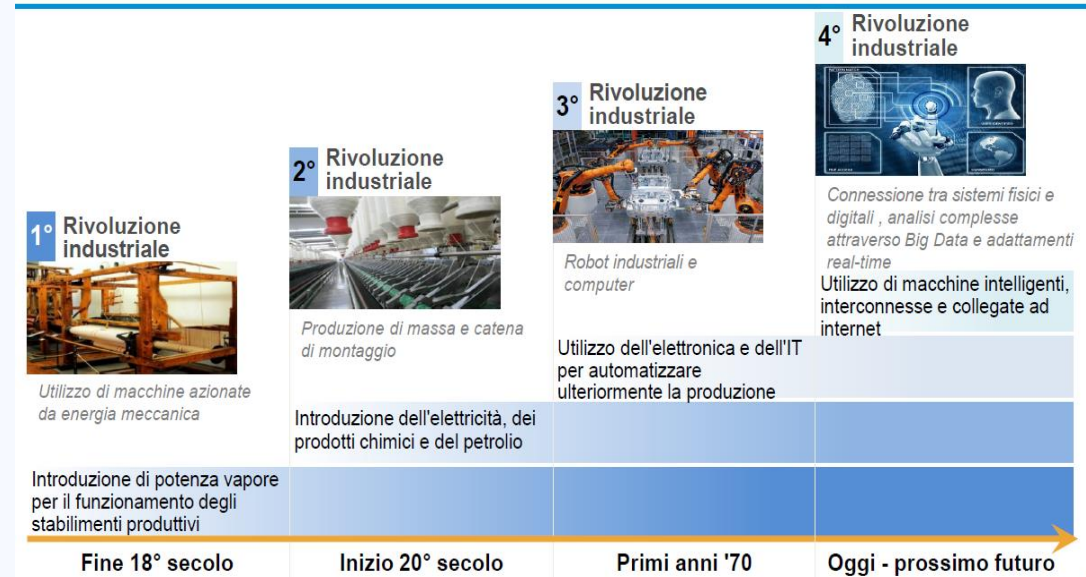 1° Rivoluzione
industriale
Utilizzo di macchine azionate
da energia meccanica
Introduzione di potenza vapore
per il funzionamento degli
stabilimenti produttivi
Fine 18° secolo
2° Rivoluzione
industriale
Produzione di massa e catena
di montaggio
Introduzione dell'elettricità, dei
prodotti chimici e del petrolio
Inizio 20° secolo
3° Rivoluzione
industriale
Robot industriali e
computer
Utilizzo dell'elettronica e dell'IT
per automatizzare
ulteriormente la produzione
Primi anni '70
4° Rivoluzione
industriale
Connessione tra sistemi fisici e
digitali , analisi complesse
attraverso Big Data e adattamenti
real-time
Utilizzo di macchine intelligenti,
interconnesse e collegate ad
internet
Oggi - prossimo futuro